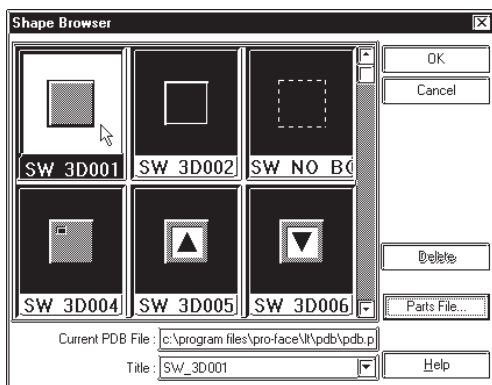 Shape Browser
SW_3D001 SW_3D002 SW_NO_BO
SW_3D004 SW_3D005 SW_3D006
OK
Cancel
Delete
Parts File...
Current PDB File : c:\program files\pro-face\lt\pdb\pdb.p
Title : SW_3D001
Help